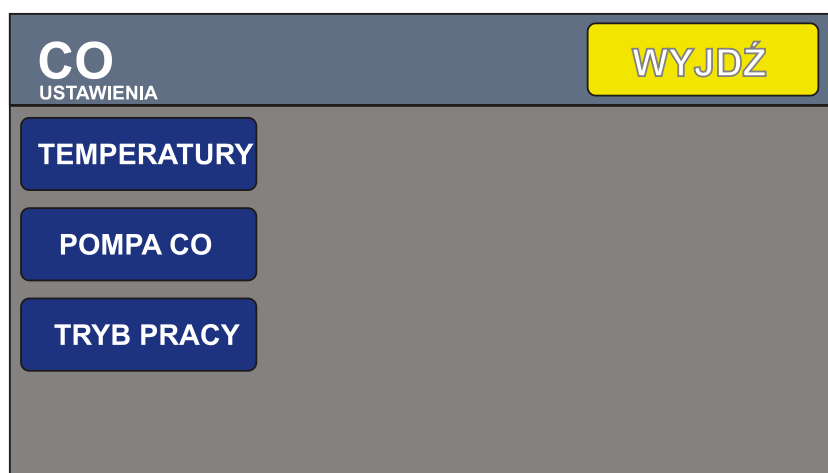 CO
USTAWIENIA
WYJDŹ
TEMPERATURY
POMPA CO
TRYB PRACY